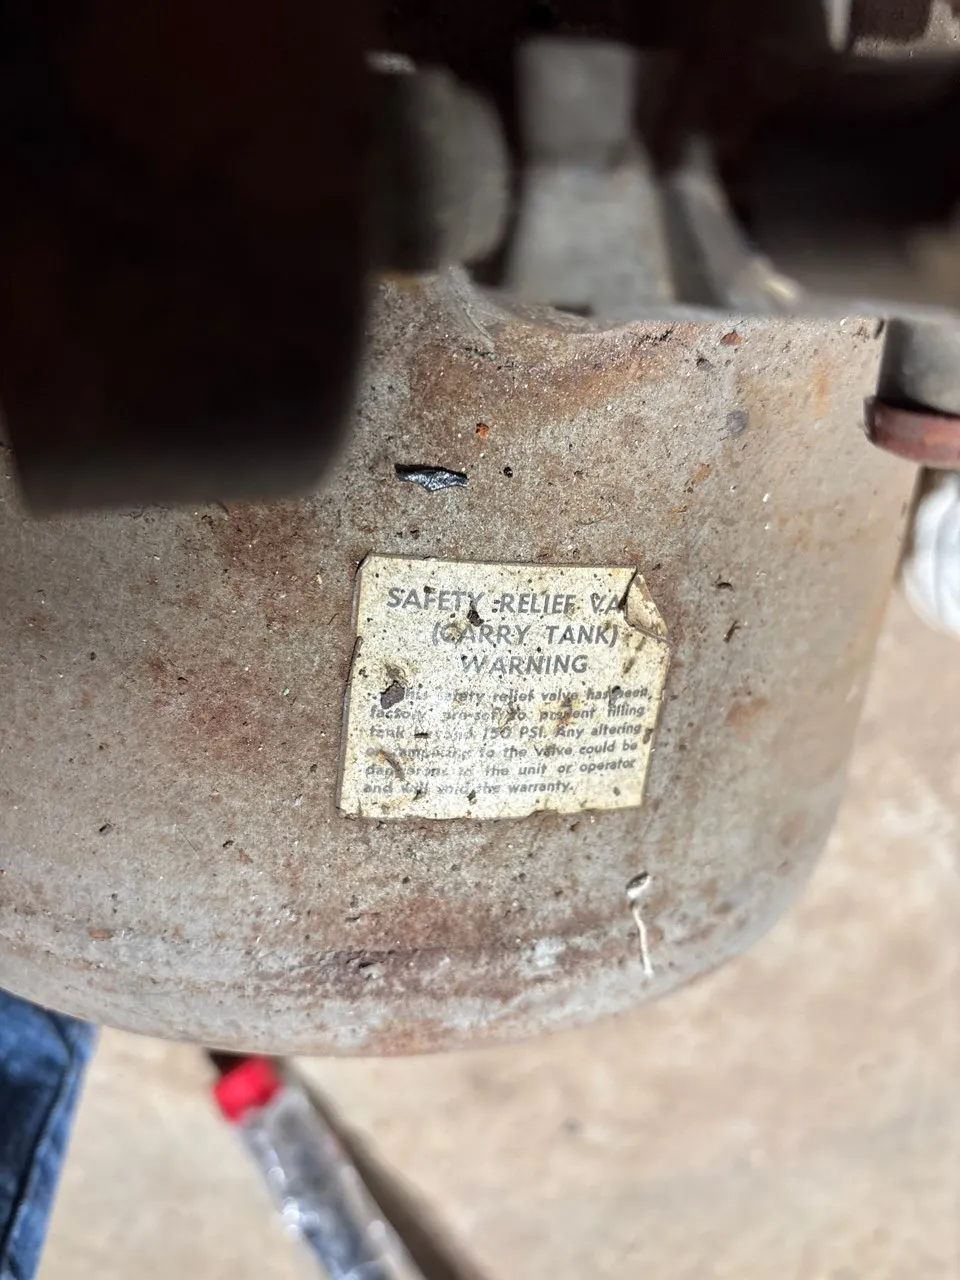 SAFETY RELIEF VA
(CARRY TANK)
WARNING
This safety relief valve has been
factory pre-set to prevent filling
tank beyond 150 PSI. Any altering
or tampering to the valve could be
dangerous to the unit or operator
and will void the warranty.